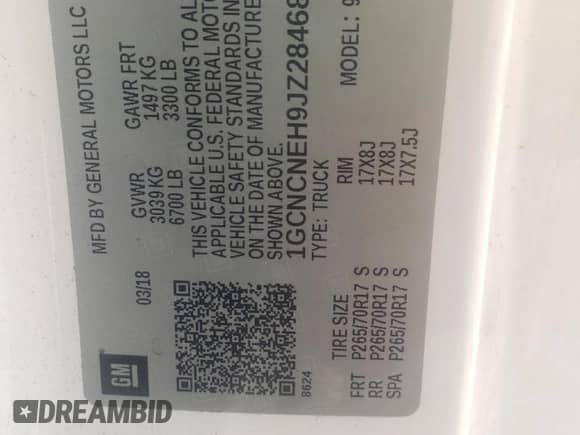 MFD BY GENERAL MOTORS LLC
03/18
GVWR
3039 KG
6700 LB
GAWR FRT
1497 KG
3300 LB
THIS VEHICLE CONFORMS TO AL
APPLICABLE U.S. FEDERAL MOTO
VEHICLE SAFETY STANDARDS IN
ON THE DATE OF MANUFACTURE
SHOWN ABOVE.
1GCNCNEH9JZ28468
TYPE: TRUCK
MODEL: 9
GM
8624
TIRE SIZE
RIM
FRT P265/70R17 S 17X8J
RR P265/70R17 S 17X8J
SPA P265/70R17 S 17X7.5J
DREAMBID